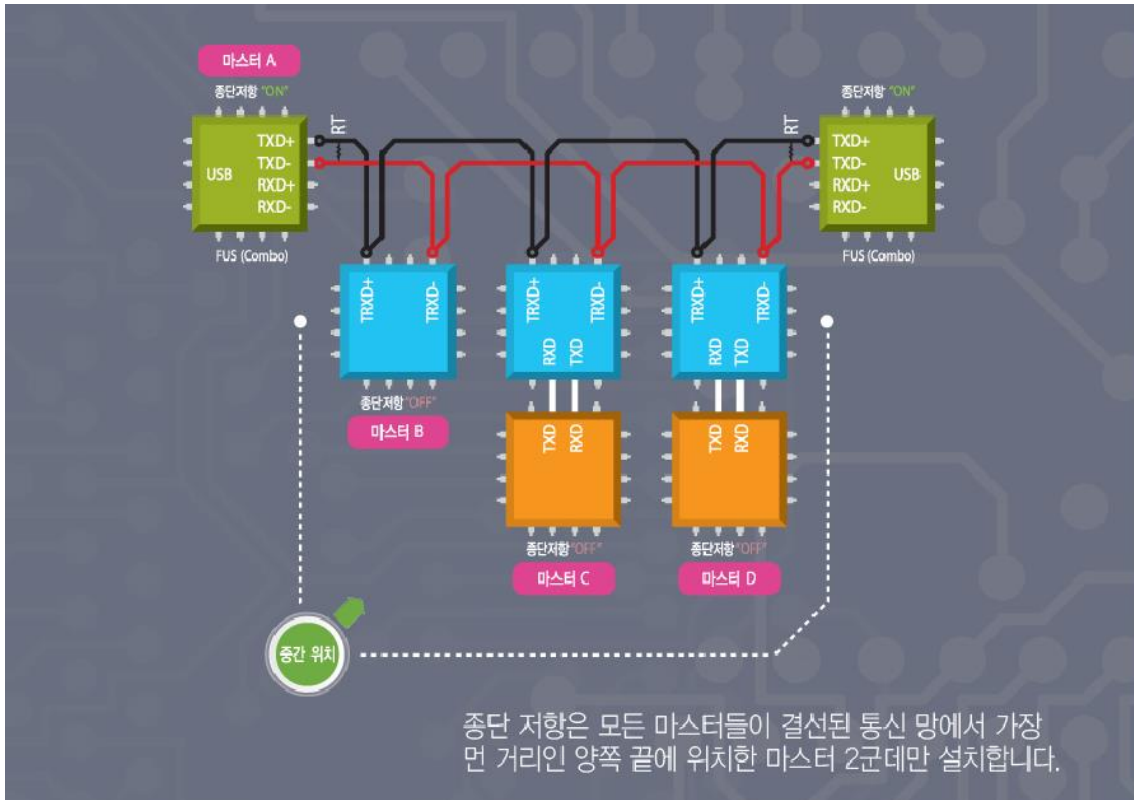 마스터 A
종단저항 "ON"
종단저항 "ON"
RT
RT
TXD+
TXD-
RXD+
RXD-
USB
TXD+
TXD-
RXD+
RXD-
USB
FUS (Combo)
FUS (Combo)
TRXD+
TRXD-
TRXD+
TRXD-
TRXD+
TRXD-
RXD
TXD
RXD
TXD
종단저항"OFF"
마스터 B
TXD
RXD
TXD
RXD
종단저항"OFF"
종단저항"OFF"
마스터 C
마스터 D
중간 위치
종단 저항은 모든 마스터들이 결선된 통신 망에서 가장
먼 거리인 양쪽 끝에 위치한 마스터 2군데만 설치합니다.